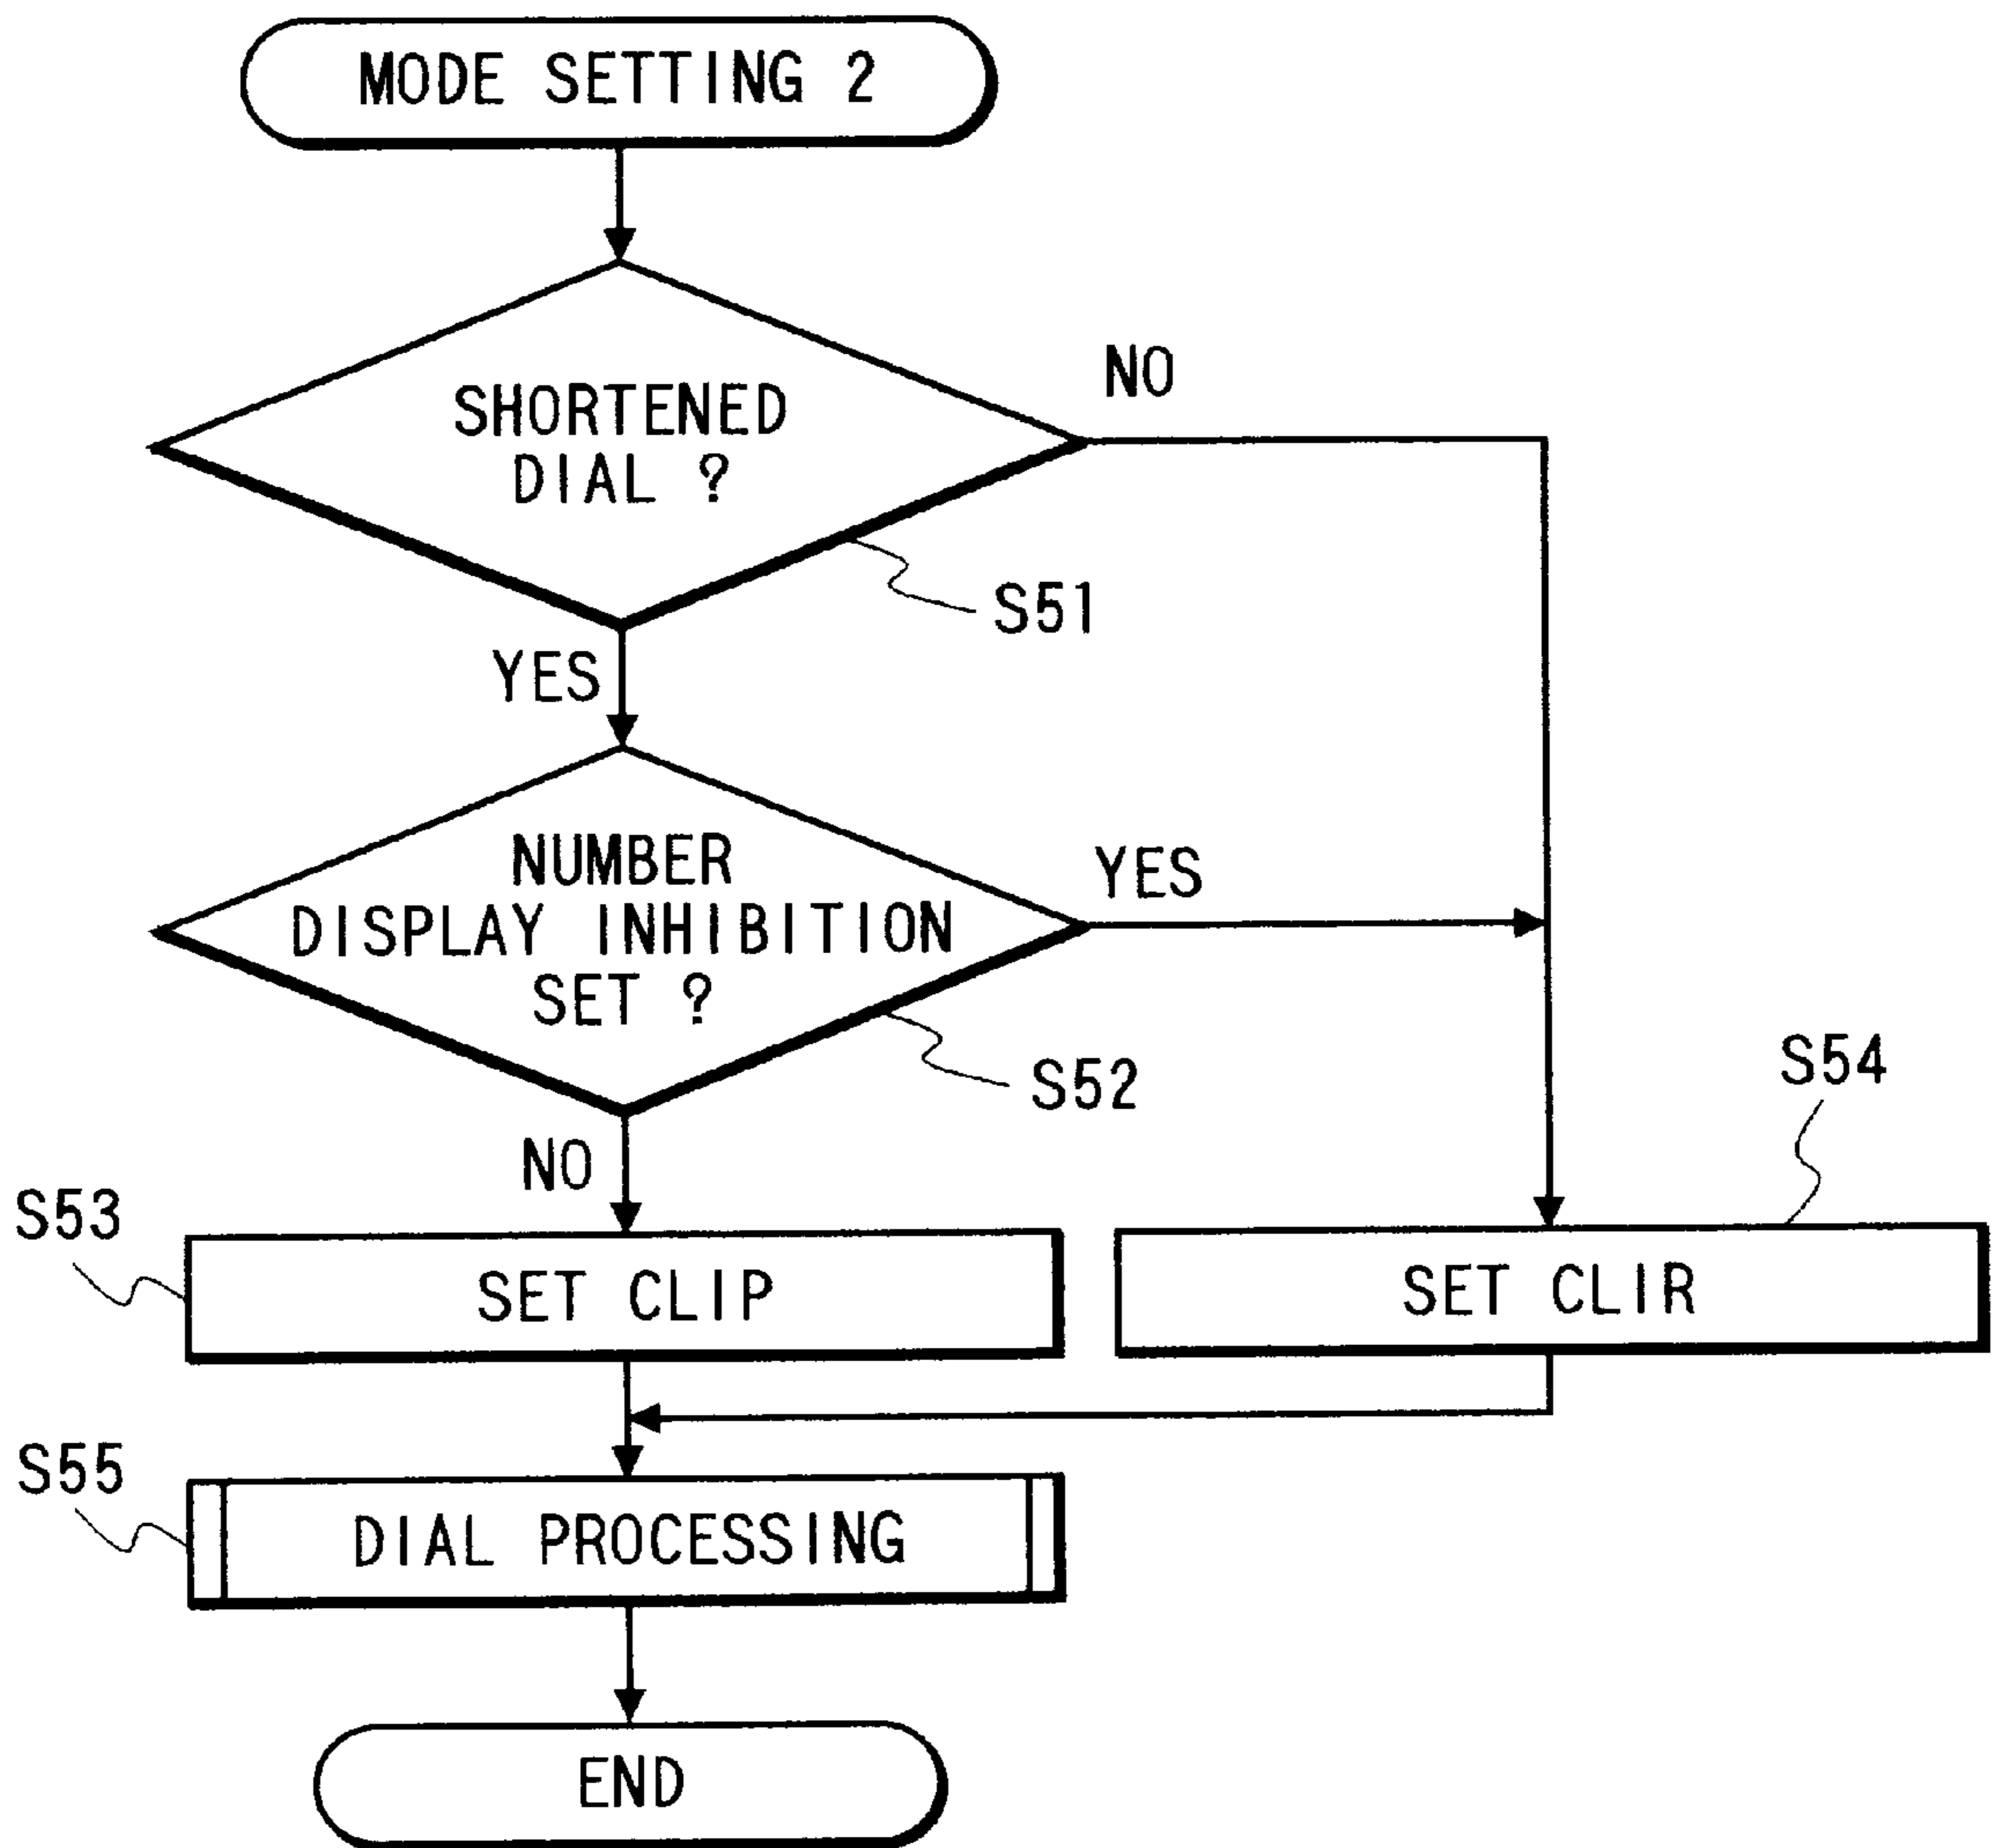 MODE SETTING 2
SHORTENED
DIAL ?
NO
S51
YES
NUMBER
DISPLAY INHIBITION
SET ?
YES
S52
S54
NO
S53
SET CLIP
SET CLIR
S55
DIAL PROCESSING
END